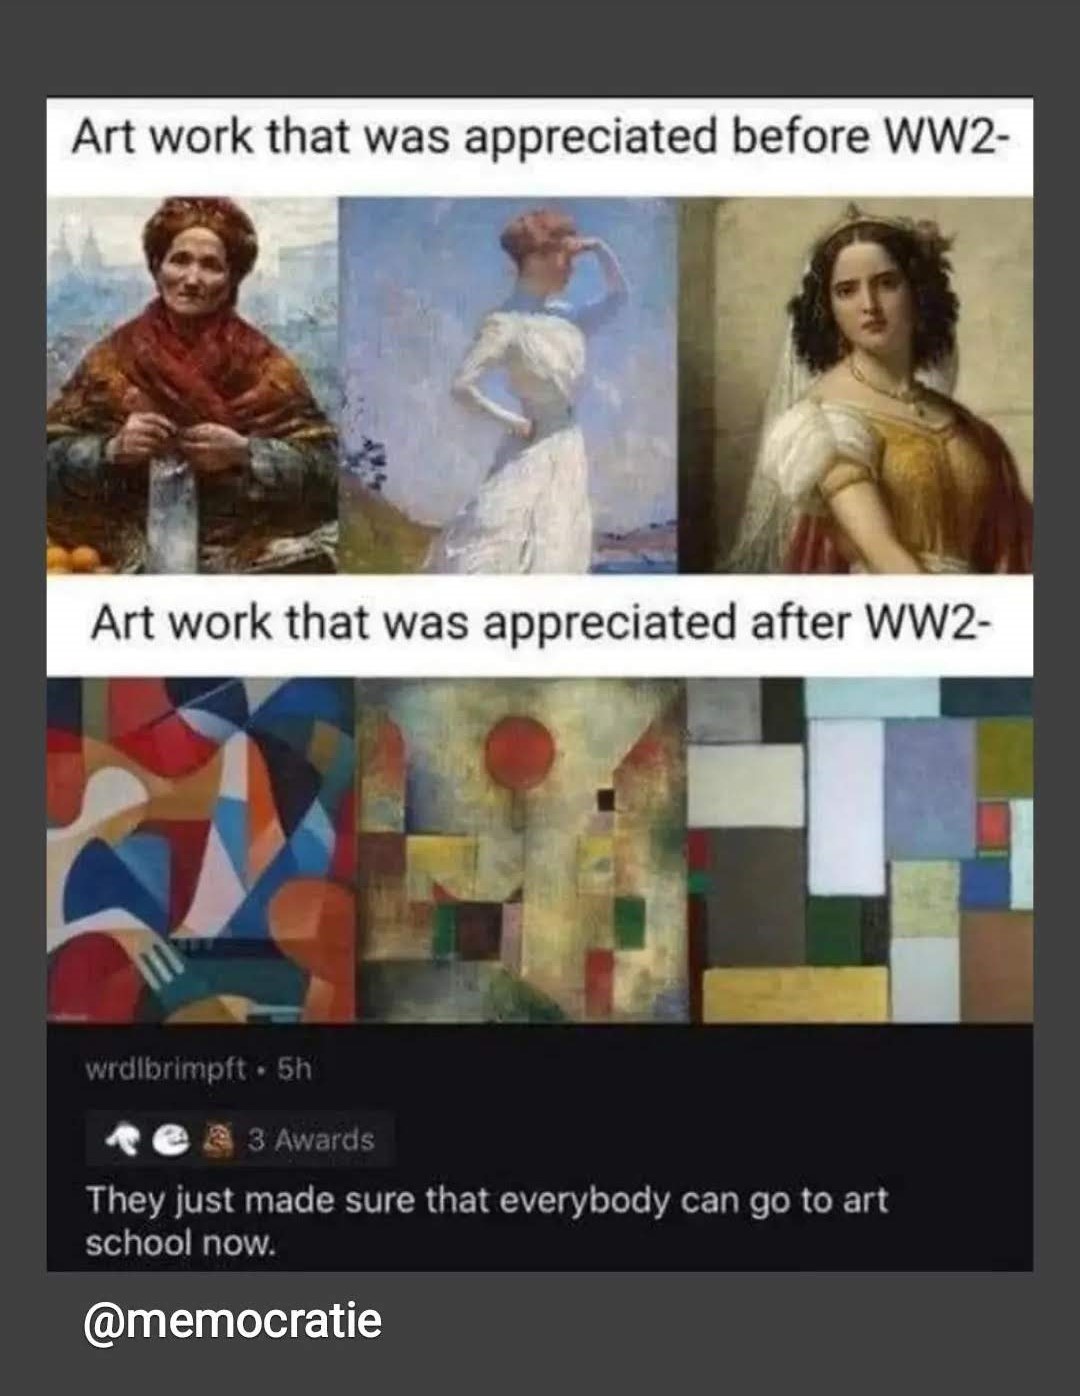 Art work that was appreciated before WW2-
Art work that was appreciated after WW2-
wrdlbrimpft • 5h
3 Awards
They just made sure that everybody can go to art
school now.
@memocratie